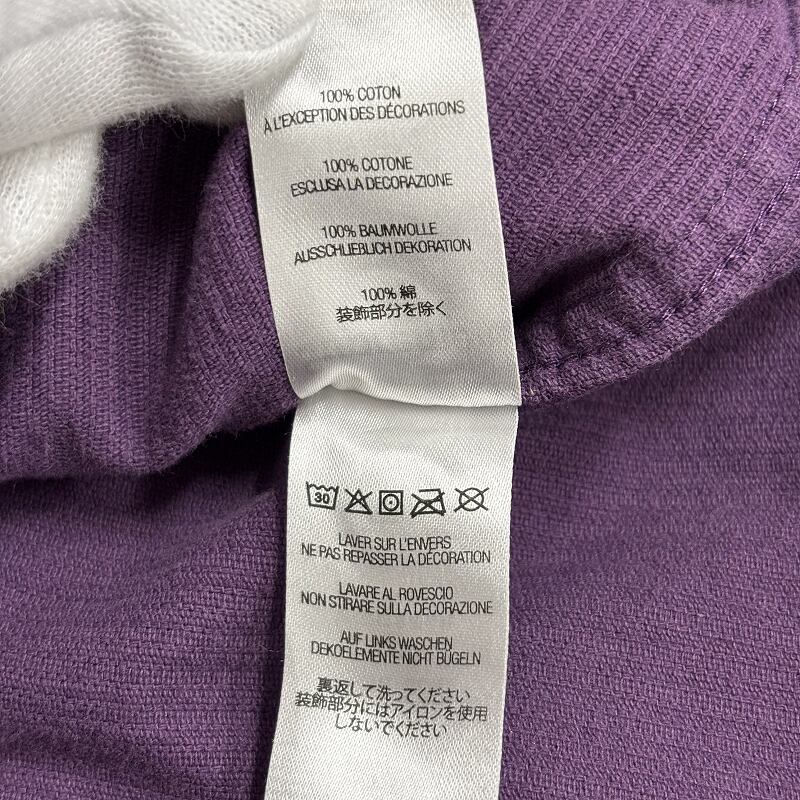 100% COTON
À L'EXCEPTION DES DÉCORATIONS
100% COTONE
ESCLUSA LA DECORAZIONE
100% BAUMWOLLE
AUSSCHLIEBLICH DEKORATION
100% 綿
装飾部分を除く
30
LAVER SUR L'ENVERS
NE PAS REPASSER LA DÉCORATION
LAVARE AL ROVESCIO
NON STIRARE SULLA DECORAZIONE
AUF LINKS WASCHEN
DEKOELEMENTE NICHT BÜGELN
裏返して洗ってください
装飾部分にはアイロンを使用
しないでください